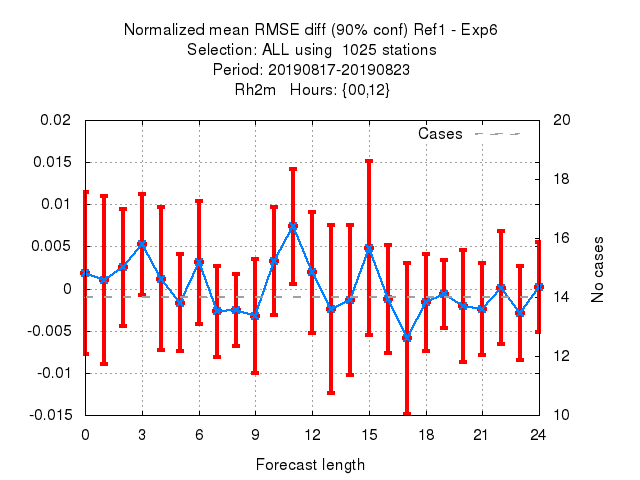 Normalized mean RMSE diff (90% conf) Ref1 - Exp6
Selection: ALL using  1025 stations
Period: 20190817-20190823
Rh2m   Hours: {00,12}
Cases
0.02
0.015
0.01
0.005
0
-0.005
-0.01
-0.015
20
18
16
14
12
10
No cases
0 3 6 9 12 15 18 21 24
Forecast length